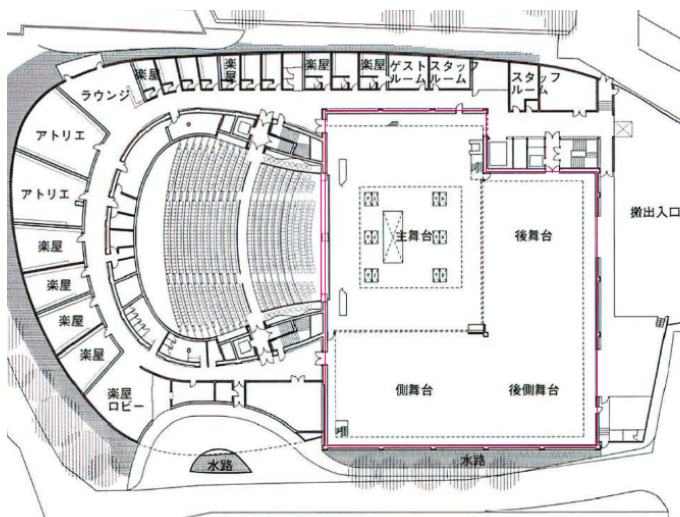 楽屋
楽屋
楽屋
楽屋
ゲスト
ルーム
スタッフ
ルーム
スタッフ
ルーム
ラウンジ
アトリエ
アトリエ
楽屋
楽屋
楽屋
楽屋
楽屋
ロビー
主舞台
後舞台
側舞台
後側舞台
搬出入口
水路
水路